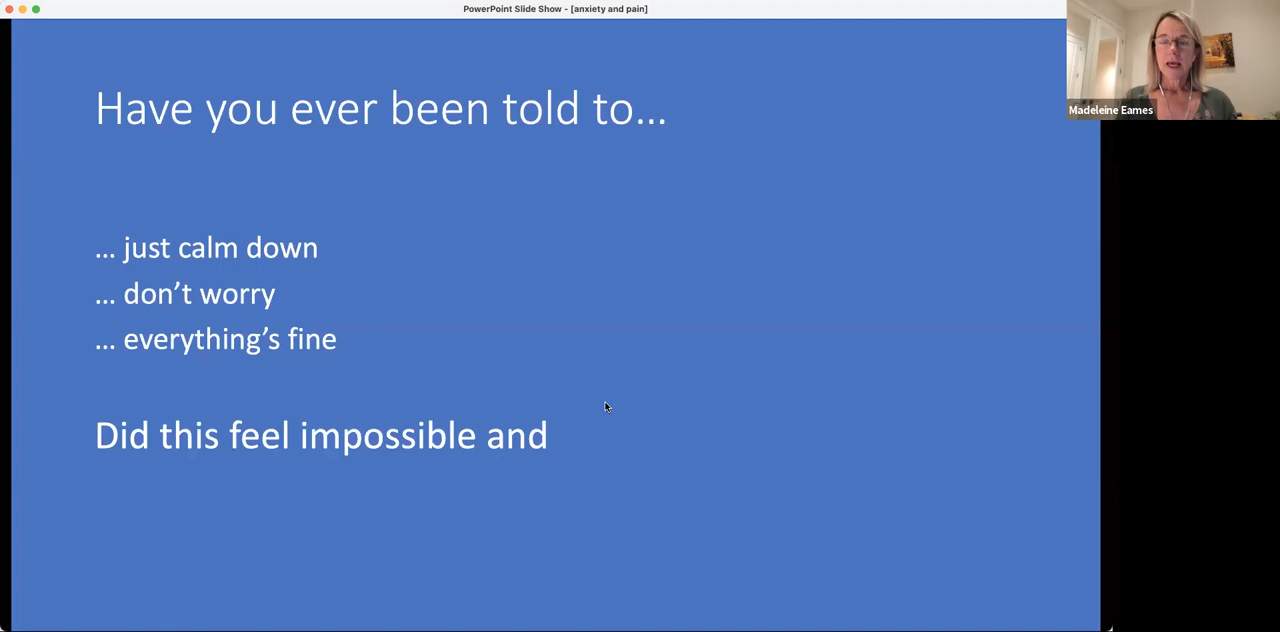 PowerPoint Slide Show - [anxiety and pain]
Have you ever been told to...
Madeleine Eames
... just calm down
... don’t worry
... everything’s fine
Did this feel impossible and